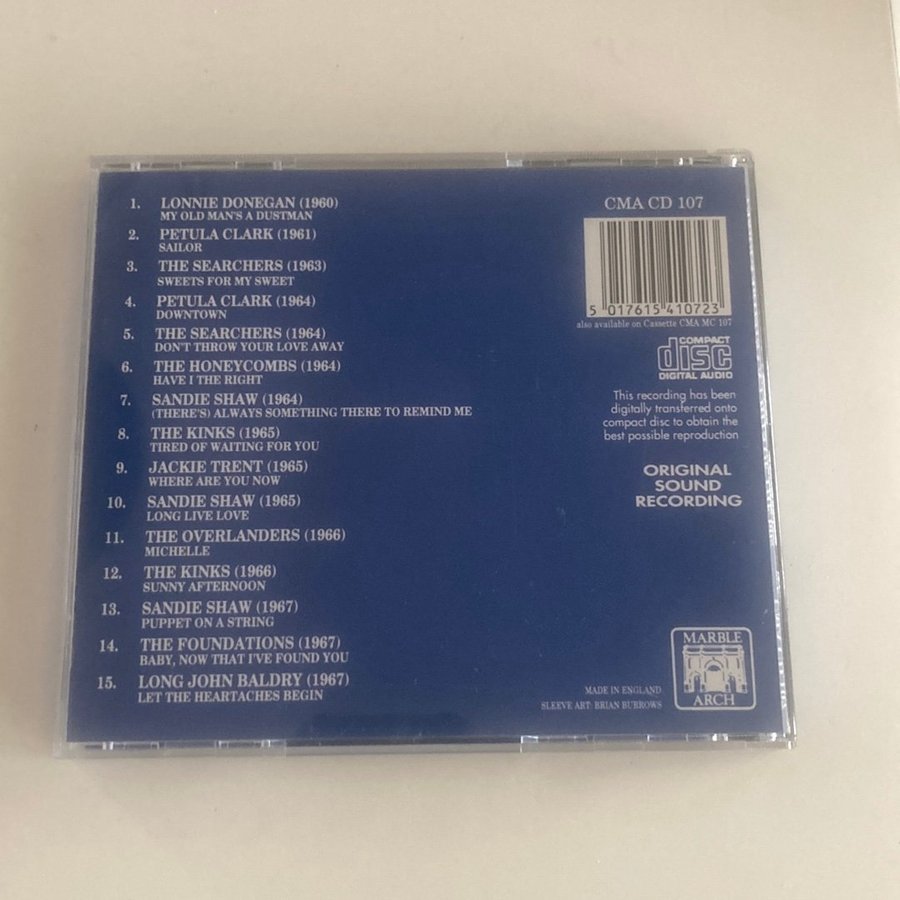 1. LONNIE DONEGAN (1960)
MY OLD MAN'S A DUSTMAN
2. PETULA CLARK (1961)
SAILOR
3. THE SEARCHERS (1963)
SWEETS FOR MY SWEET
4. PETULA CLARK (1964)
DOWNTOWN
5. THE SEARCHERS (1964)
DON'T THROW YOUR LOVE AWAY
6. THE HONEYCOMBS (1964)
HAVE I THE RIGHT
7. SANDIE SHAW (1964)
(THERE'S) ALWAYS SOMETHING THERE TO REMIND ME
8. THE KINKS (1965)
TIRED OF WAITING FOR YOU
9. JACKIE TRENT (1965)
WHERE ARE YOU NOW
10. SANDIE SHAW (1965)
LONG LIVE LOVE
11. THE OVERLANDERS (1966)
MICHELLE
12. THE KINKS (1966)
SUNNY AFTERNOON
13. SANDIE SHAW (1967)
PUPPET ON A STRING
14. THE FOUNDATIONS (1967)
BABY, NOW THAT I'VE FOUND YOU
15. LONG JOHN BALDRY (1967)
LET THE HEARTACHES BEGIN
CMA CD 107
5 017615 410723
also available on Cassette CMA MC 107
COMPACT
disc
DIGITAL AUDIO
This recording has been
digitally transferred onto
compact disc to obtain the
best possible reproduction
ORIGINAL
SOUND
RECORDING
MARBLE
ARCH
MADE IN ENGLAND
SLEEVE ART: BRIAN BURROWS